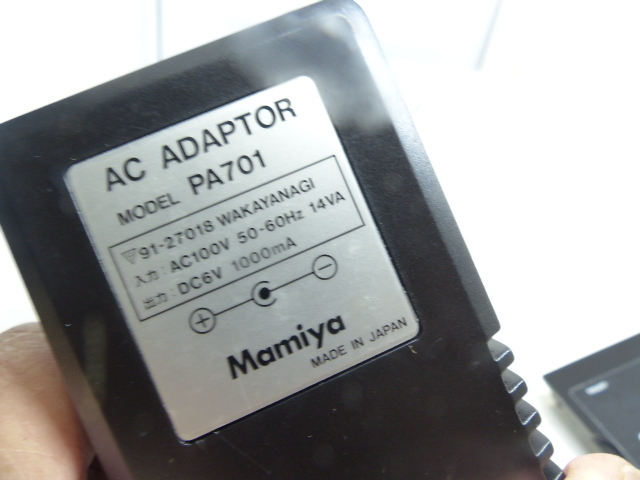 AC ADAPTOR
MODEL PA701
▽91-27018 WAKAYANAGI
入力 : AC100V 50-60Hz 14VA
出力 : DC6V 1000mA
Mamiya
MADE IN JAPAN